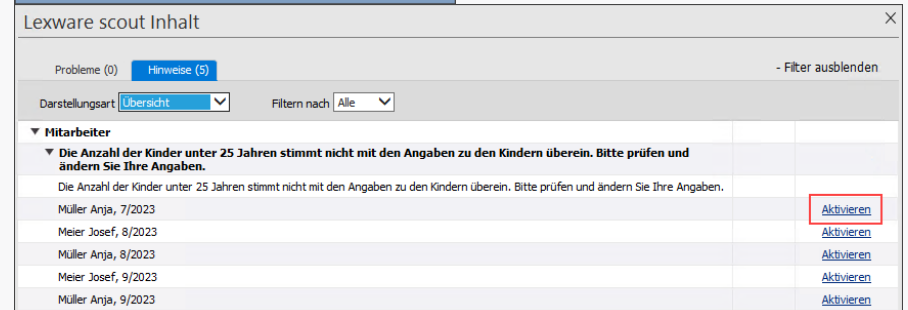 Lexware scout Inhalt
Probleme (0) Hinweise (5) - Filter ausblenden
Darstellungsart Übersicht Filtern nach Alle
Mitarbeiter
Die Anzahl der Kinder unter 25 Jahren stimmt nicht mit den Angaben zu den Kindern überein. Bitte prüfen und
ändern Sie Ihre Angaben.
Die Anzahl der Kinder unter 25 Jahren stimmt nicht mit den Angaben zu den Kindern überein. Bitte prüfen und ändern Sie Ihre Angaben.
Müller Anja, 7/2023 Aktivieren
Meier Josef, 8/2023 Aktivieren
Müller Anja, 8/2023 Aktivieren
Meier Josef, 9/2023 Aktivieren
Müller Anja, 9/2023 Aktivieren